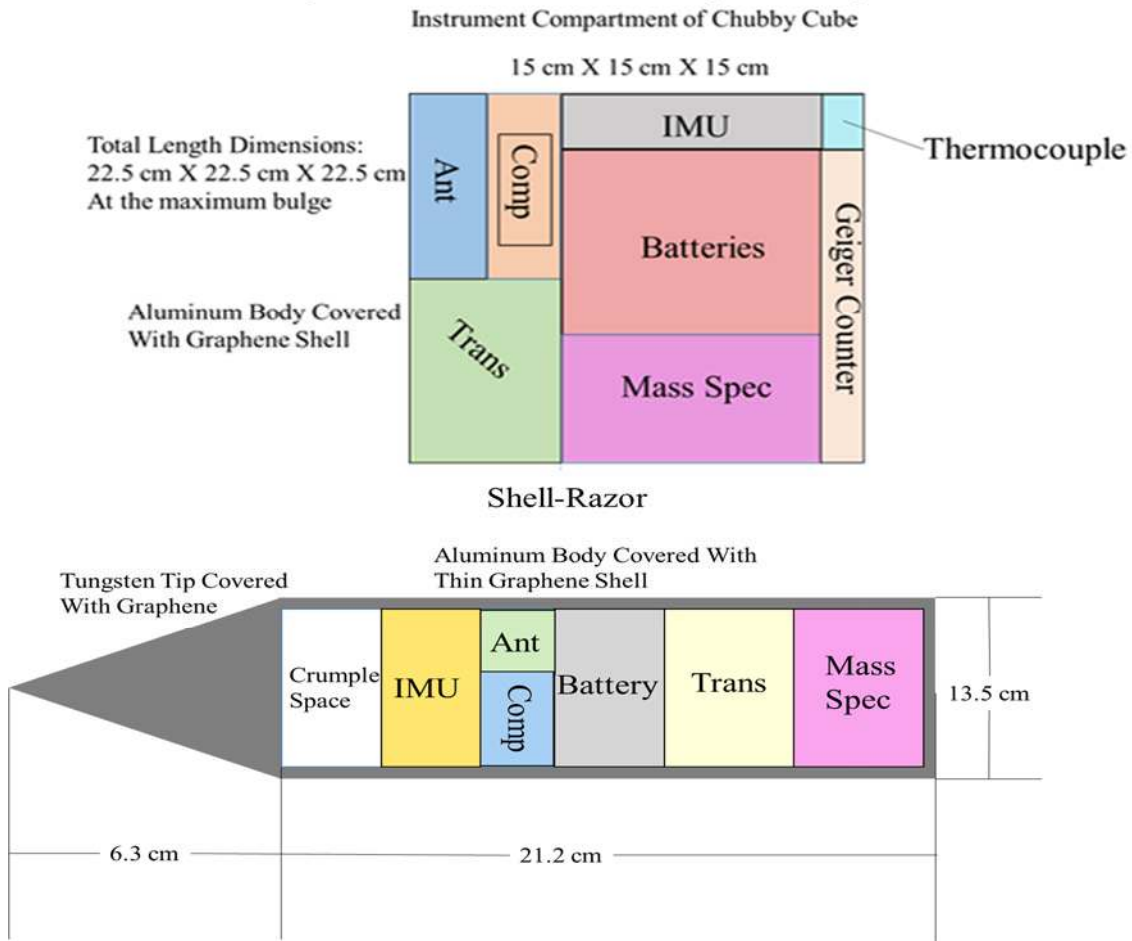 Instrument Compartment of Chubby Cube
15 cm X 15 cm X 15 cm
Total Length Dimensions:
22.5 cm X 22.5 cm X 22.5 cm
At the maximum bulge
Aluminum Body Covered
With Graphene Shell
Ant
Comp
IMU
Thermocouple
Batteries
Geiger Counter
Trans
Mass Spec
Shell-Razor
Tungsten Tip Covered
With Graphene
Aluminum Body Covered With
Thin Graphene Shell
Crumple
Space
IMU
Ant
Comp
Battery
Trans
Mass
Spec
13.5 cm
6.3 cm
21.2 cm